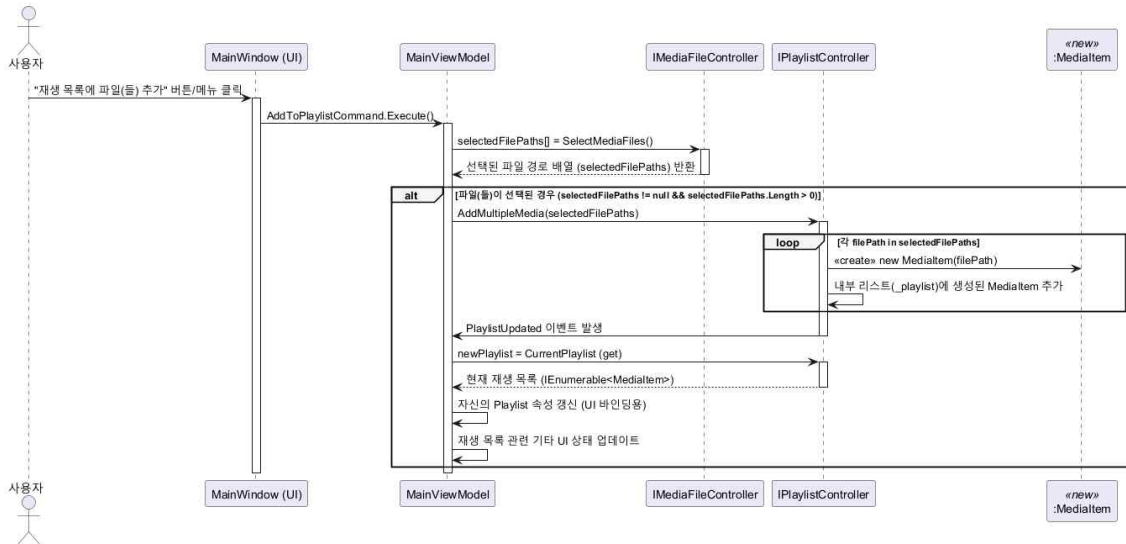 사용자
MainWindow (UI)
MainViewModel
IMediaFileController
IPlaylistController
«new»
:MediaItem
"재생 목록에 파일(들) 추가" 버튼/메뉴 클릭
AddToPlaylistCommand.Execute()
selectedFilePaths[] = SelectMediaFiles()
선택된 파일 경로 배열 (selectedFilePaths) 반환
alt
[파일(들)이 선택된 경우 (selectedFilePaths != null && selectedFilePaths.Length > 0)]
AddMultipleMedia(selectedFilePaths)
loop
[각 filePath in selectedFilePaths]
«create» new MediaItem(filePath)
내부 리스트(_playlist)에 생성된 MediaItem 추가
PlaylistUpdated 이벤트 발생
newPlaylist = CurrentPlaylist (get)
현재 재생 목록 (IEnumerable<MediaItem>)
자신의 Playlist 속성 갱신 (UI 바인딩용)
재생 목록 관련 기타 UI 상태 업데이트
사용자
MainWindow (UI)
MainViewModel
IMediaFileController
IPlaylistController
«new»
:MediaItem